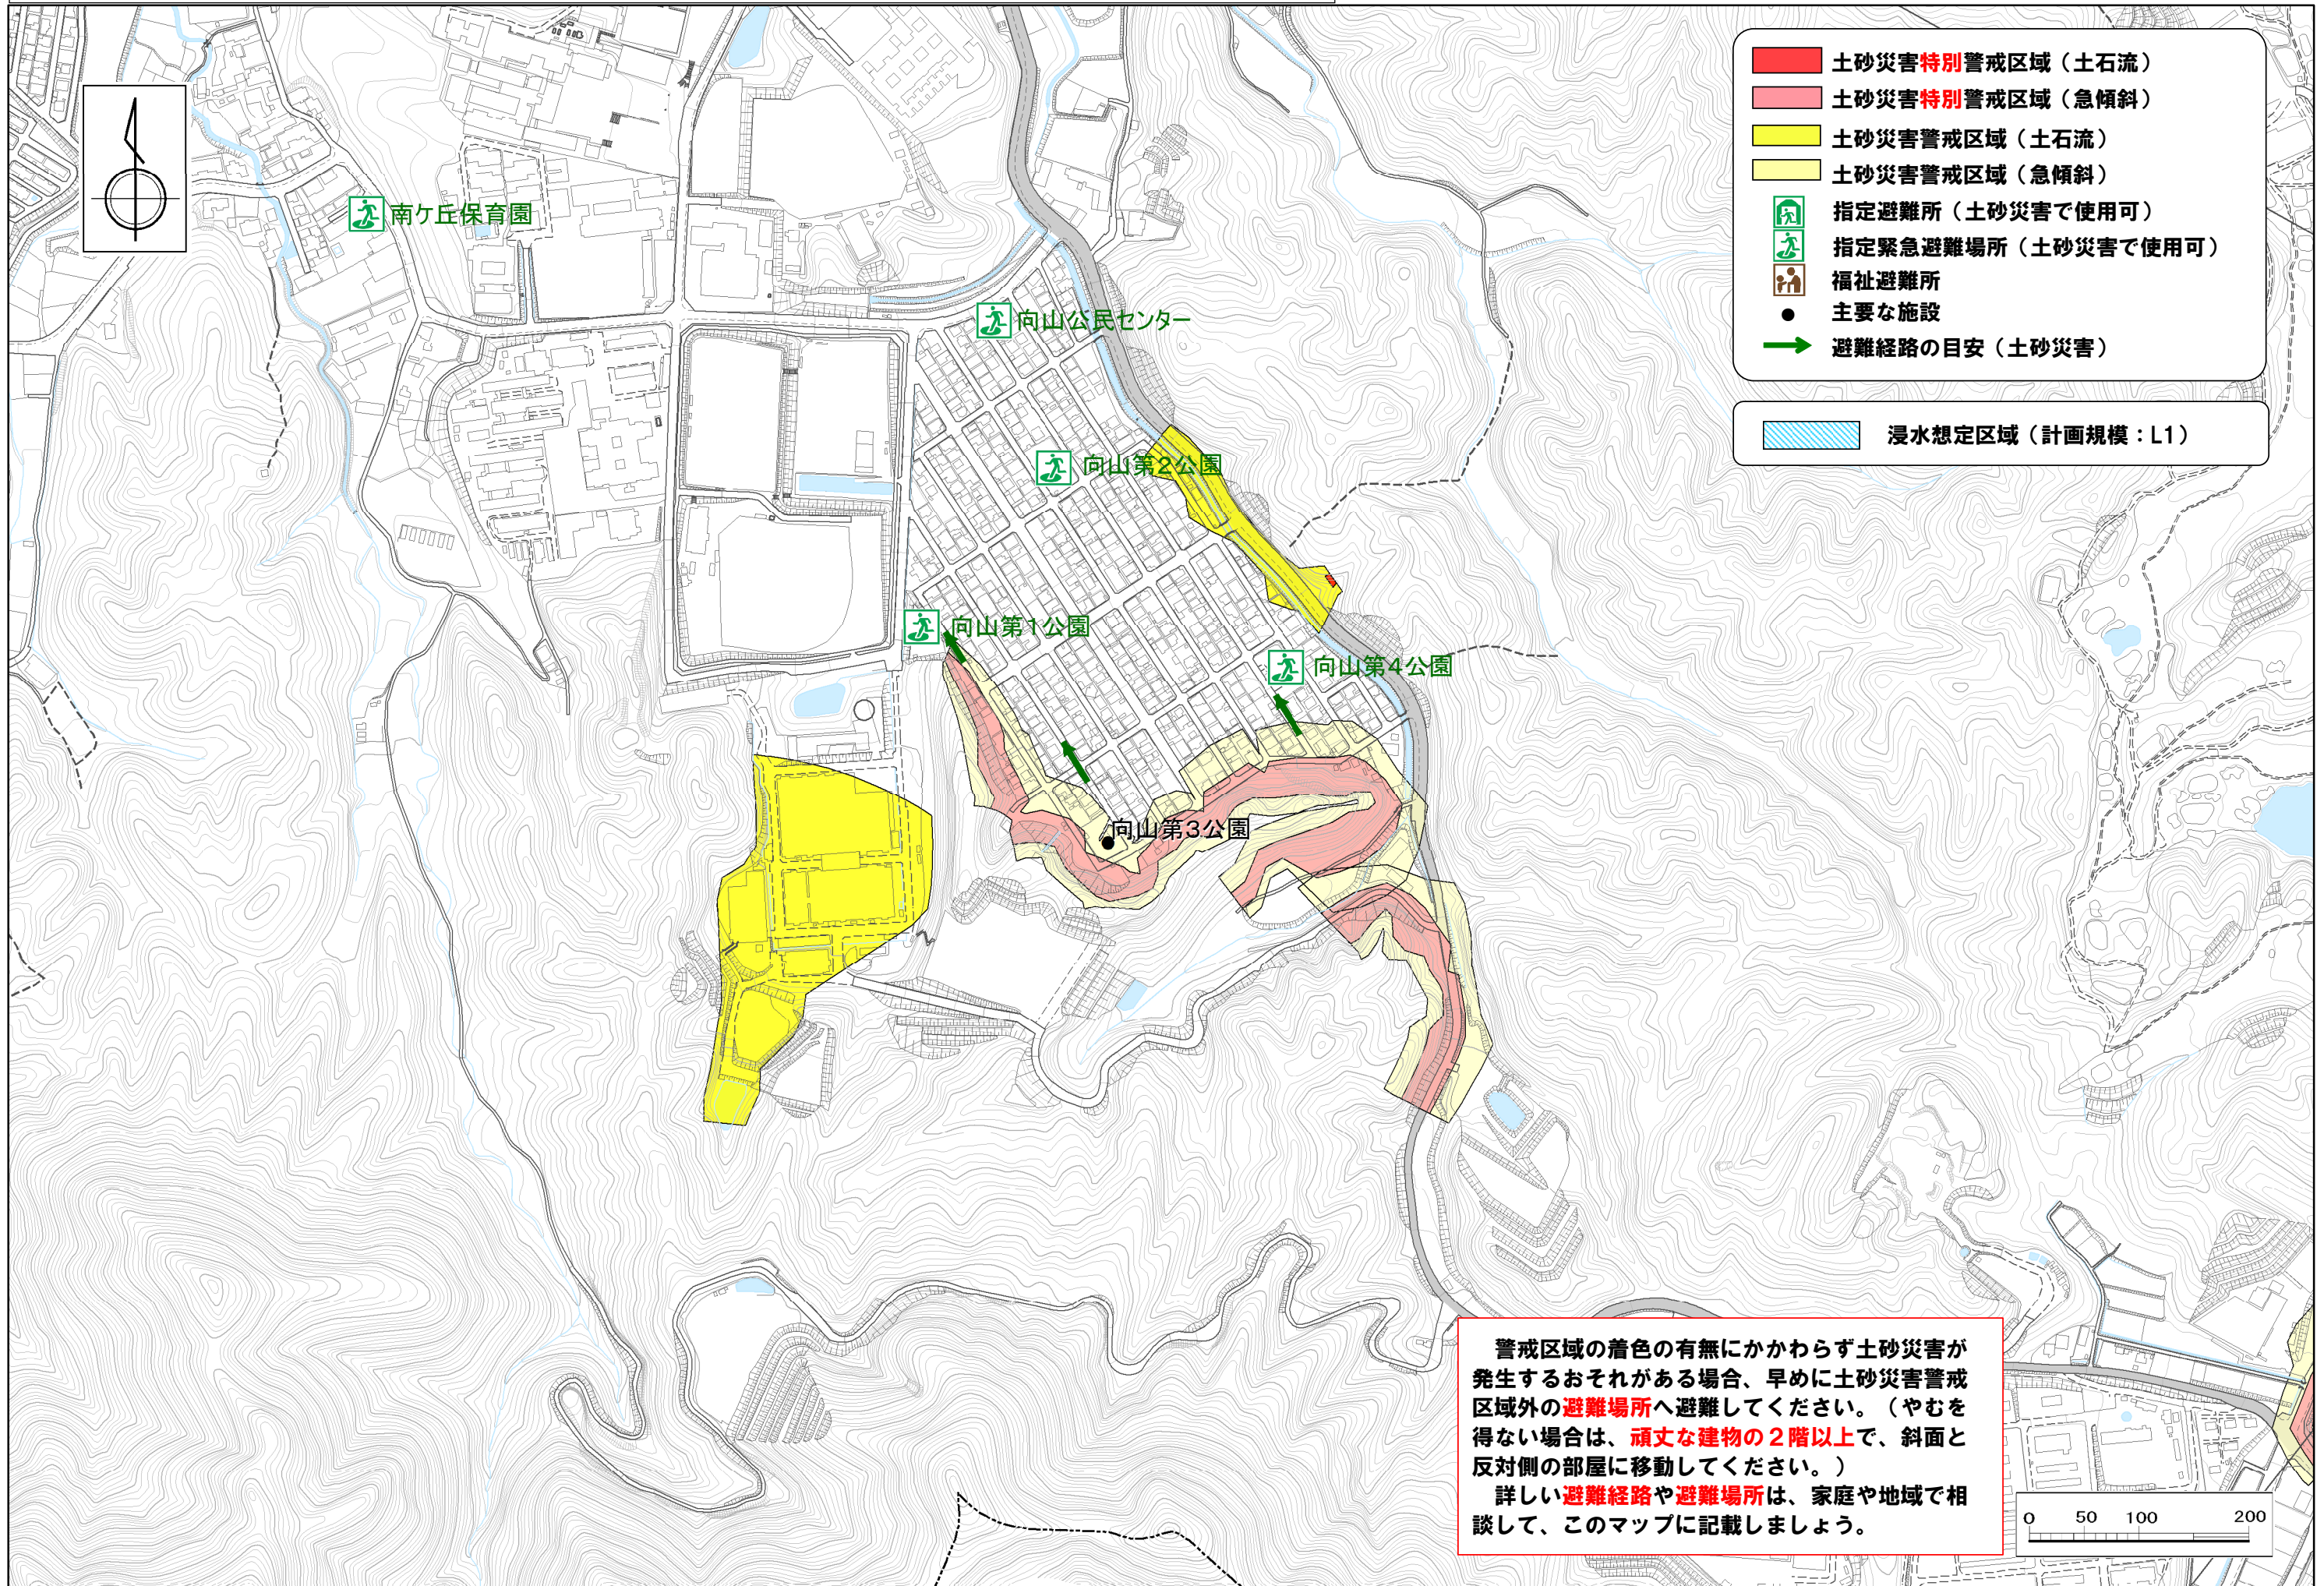 土砂災害特別警戒区域（土石流）
土砂災害特別警戒区域（急傾斜）
土砂災害警戒区域（土石流）
土砂災害警戒区域（急傾斜）
指定避難所（土砂災害で使用可）
指定緊急避難場所（土砂災害で使用可）
福祉避難所
主要な施設
避難経路の目安（土砂災害）
浸水想定区域（計画規模：L1）
南ケ丘保育園
向山公民センター
向山第2公園
向山第1公園
向山第4公園
向山第3公園
警戒区域の着色の有無にかかわらず土砂災害が
発生するおそれがある場合、早めに土砂災害警戒
区域外の避難場所へ避難してください。（やむを
得ない場合は、頑丈な建物の２階以上で、斜面と
反対側の部屋に移動してください。）
詳しい避難経路や避難場所は、家庭や地域で相
談して、このマップに記載しましょう。
0 50 100 200